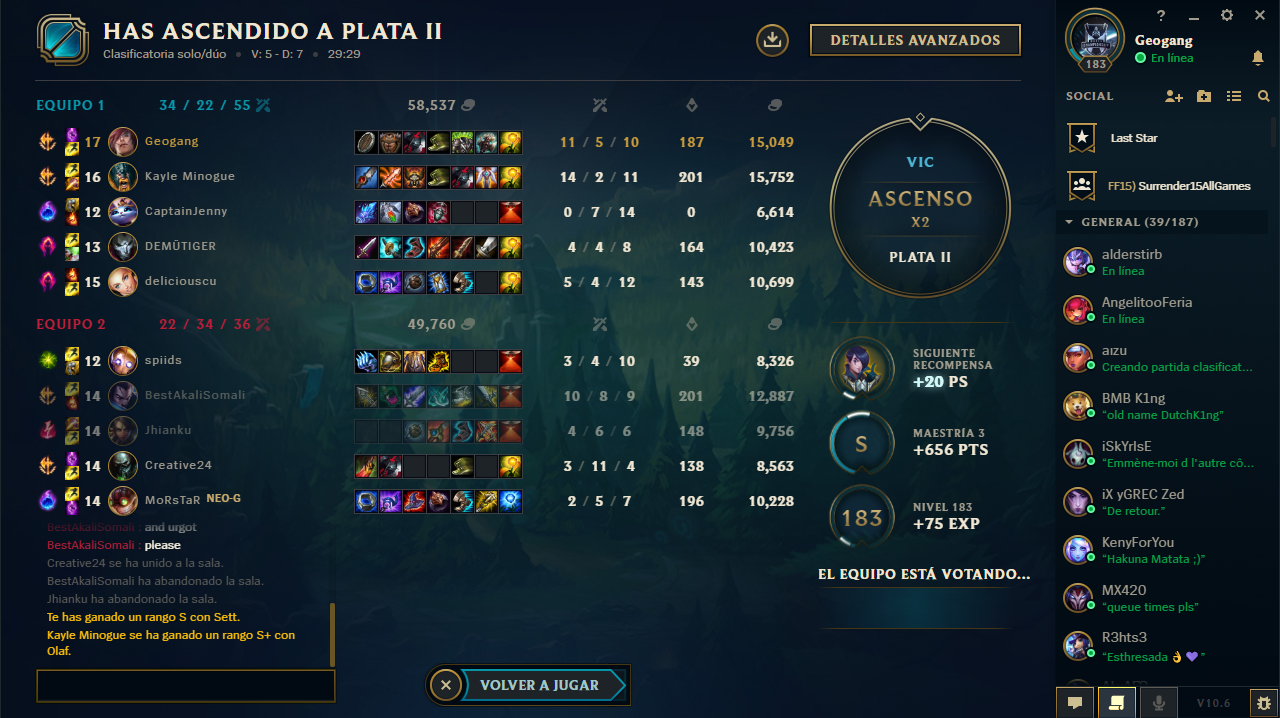 HAS ASCENDIDO A PLATA II
Clasificatoria solo/dúo • V: 5 - D: 7 • 29:29
DETALLES AVANZADOS
EQUIPO 1 34 / 22 / 55 58,537
17 Geogang 11 / 5 / 10 187 15,049
16 Kayle Minogue 14 / 2 / 11 201 15,752
12 CaptainJenny 0 / 7 / 14 0 6,614
13 DEMÛTIGER 4 / 4 / 8 164 10,423
15 deliciouscu 5 / 4 / 12 143 10,699
EQUIPO 2 22 / 34 / 36 49,760
12 spiids 3 / 4 / 10 39 8,326
14 BestAkaliSomali 10 / 8 / 9 201 12,887
14 Jhianku 4 / 6 / 6 148 9,756
14 Creative24 3 / 11 / 4 138 8,563
14 MoRsTaR NEO-G 2 / 5 / 7 196 10,228
BestAkaliSomali : and urgot
BestAkaliSomali : please
Creative24 se ha unido a la sala.
BestAkaliSomali ha abandonado la sala.
Jhianku ha abandonado la sala.
Te has ganado un rango S con Sett.
Kayle Minogue se ha ganado un rango S+ con
Olaf.
VOLVER A JUGAR
VIC
ASCENSO
X2
PLATA II
SIGUIENTE
RECOMPENSA
+20 PS
S
MAESTRÍA 3
+656 PTS
183
NIVEL 183
+75 EXP
EL EQUIPO ESTÁ VOTANDO...
?
183
Geogang
En línea
SOCIAL
Last Star
FF15) Surrender15AllGames
GENERAL (39/187)
alderstirb
En línea
AngelitooFeria
En línea
aızu
Creando partida clasificat...
BMB K1ng
"old name DutchK1ng"
iSkYrIsE
"Emmène-moi d l'autre cô...
iX yGREC Zed
"De retour."
KenyForYou
"Hakuna Matata ;)"
MX420
"queue times pls"
R3hts3
"Esthresada 👌💜"
V10.6